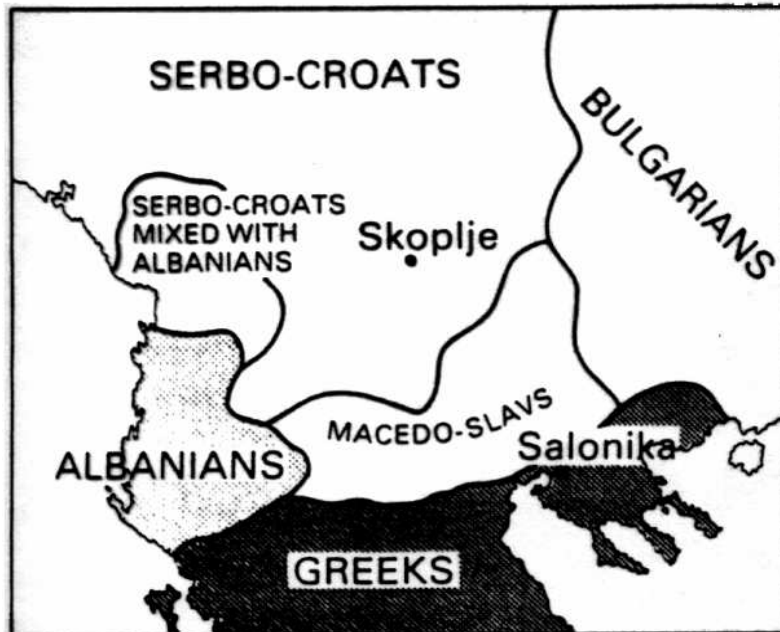 SERBO-CROATS
BULGARIANS
SERBO-CROATS
MIXED WITH
ALBANIANS
Skoplje
MACEDO-SLAVS
Salonika
ALBANIANS
GREEKS